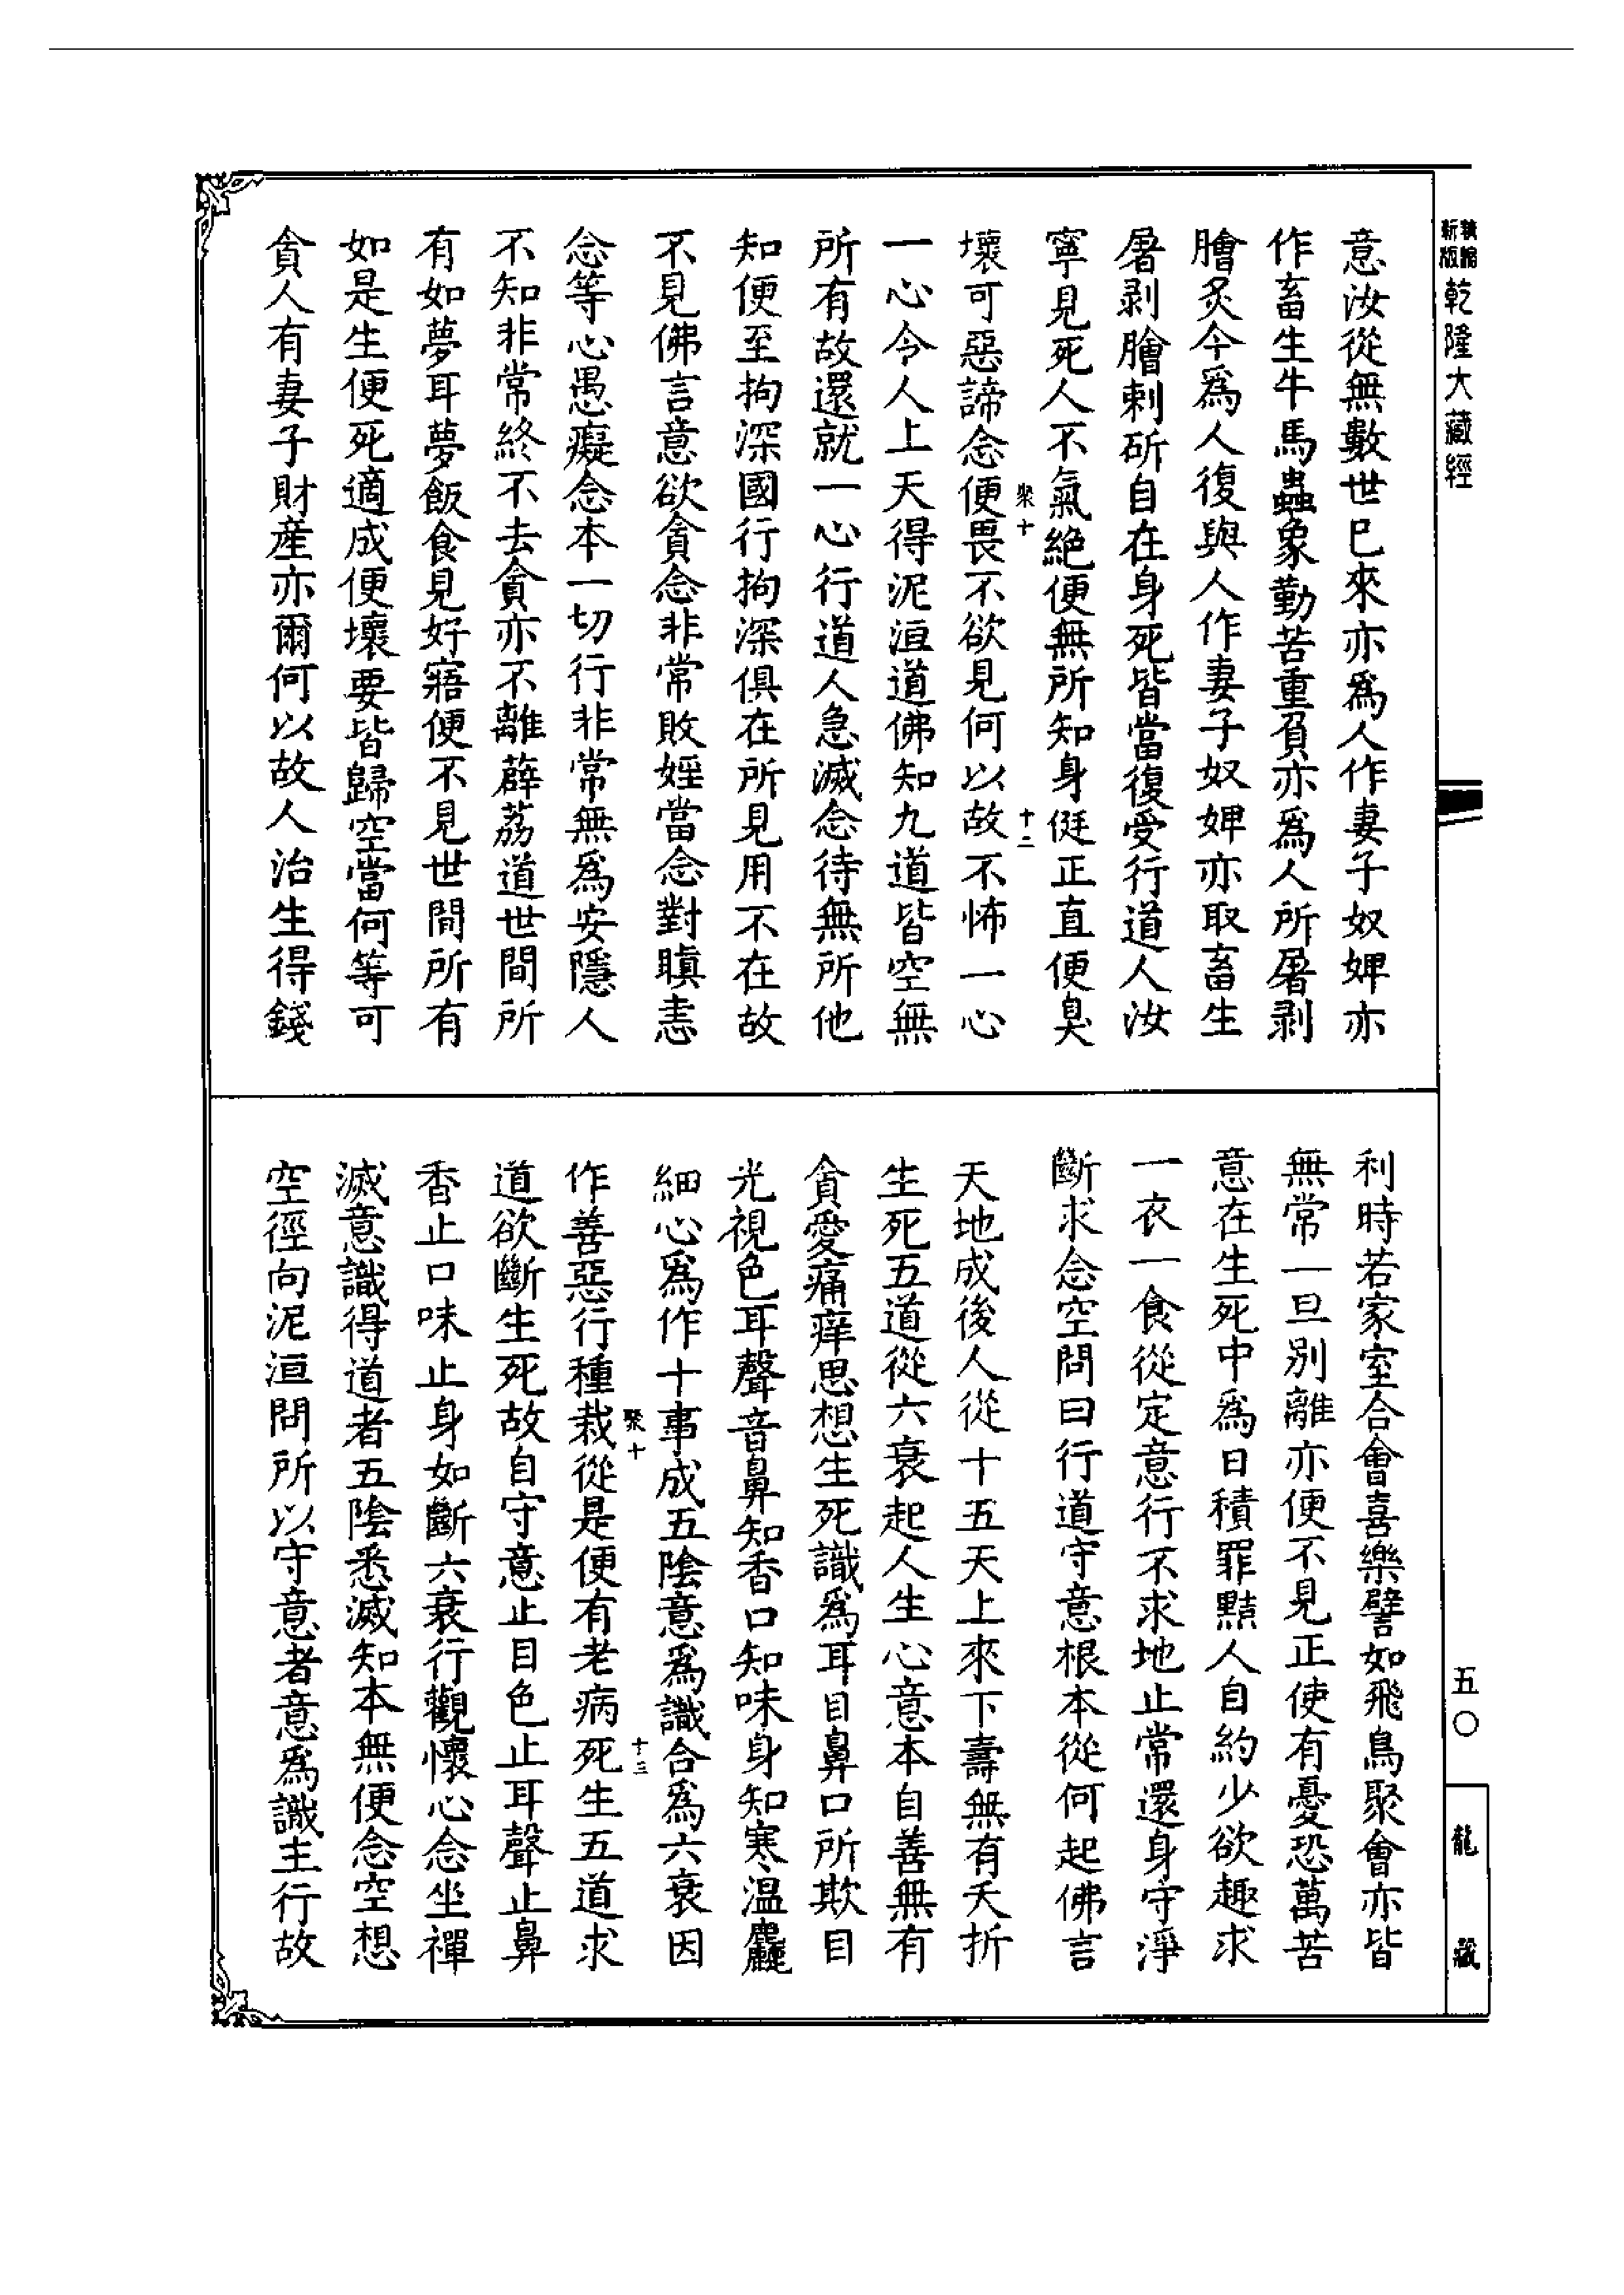 新版精縮乾隆大藏經
意汝從無數世已來亦爲人作妻子奴婢亦
作畜生牛馬蟲象勤苦重負亦爲人所屠剥
膾炙今爲人復與人作妻子奴婢亦取畜生
屠剥膾剌斫自在身死皆當復受行道人汝
寧見死人不氣絶便無所知身侹正直便臭
聚十 十二
壞可惡諦念便畏不欲見何以故不怖一心
一心令人上天得泥洹道佛知九道皆空無
所有故還就一心行道人急滅念待無所他
知便至拘深國行拘深俱在所見用不在故
不見佛言意欲貪念非常敗婬當念對瞋恚
念等心愚癡念本一切行非常無爲安隱人
不知非常終不去貪亦不離薜荔道世間所
有如夢耳夢飯食見好寤便不見世間所有
如是生便死適成便壞要皆歸空當何等可
貪人有妻子財産亦爾何以故人治生得錢
利時若家室合會喜樂譬如飛鳥聚會亦皆
無常一旦別離亦便不見正使有憂恐萬苦
意在生死中爲日積罪黠人自約少欲趣求
一衣一食從定意行不求地止常還身守淨
斷求念空問曰行道守意根本從何起佛言
天地成後人從十五天上來下壽無有夭折
生死五道從六衰起人生心意本自善無有
貪愛痛痒思想生死識爲耳目鼻口所欺目
光視色耳聲音鼻知香口知味身知寒温麤
細心爲作十事成五陰意爲識合爲六衰因
聚十 十三
作善惡行種栽從是便有老病死生五道求
道欲斷生死故自守意止目色止耳聲止鼻
香止口味止身如斷六衰行觀懷心念坐禪
滅意識得道者五陰悉滅知本無便念空想
空徑向泥洹問所以守意者意爲識主行故
五〇
龍藏